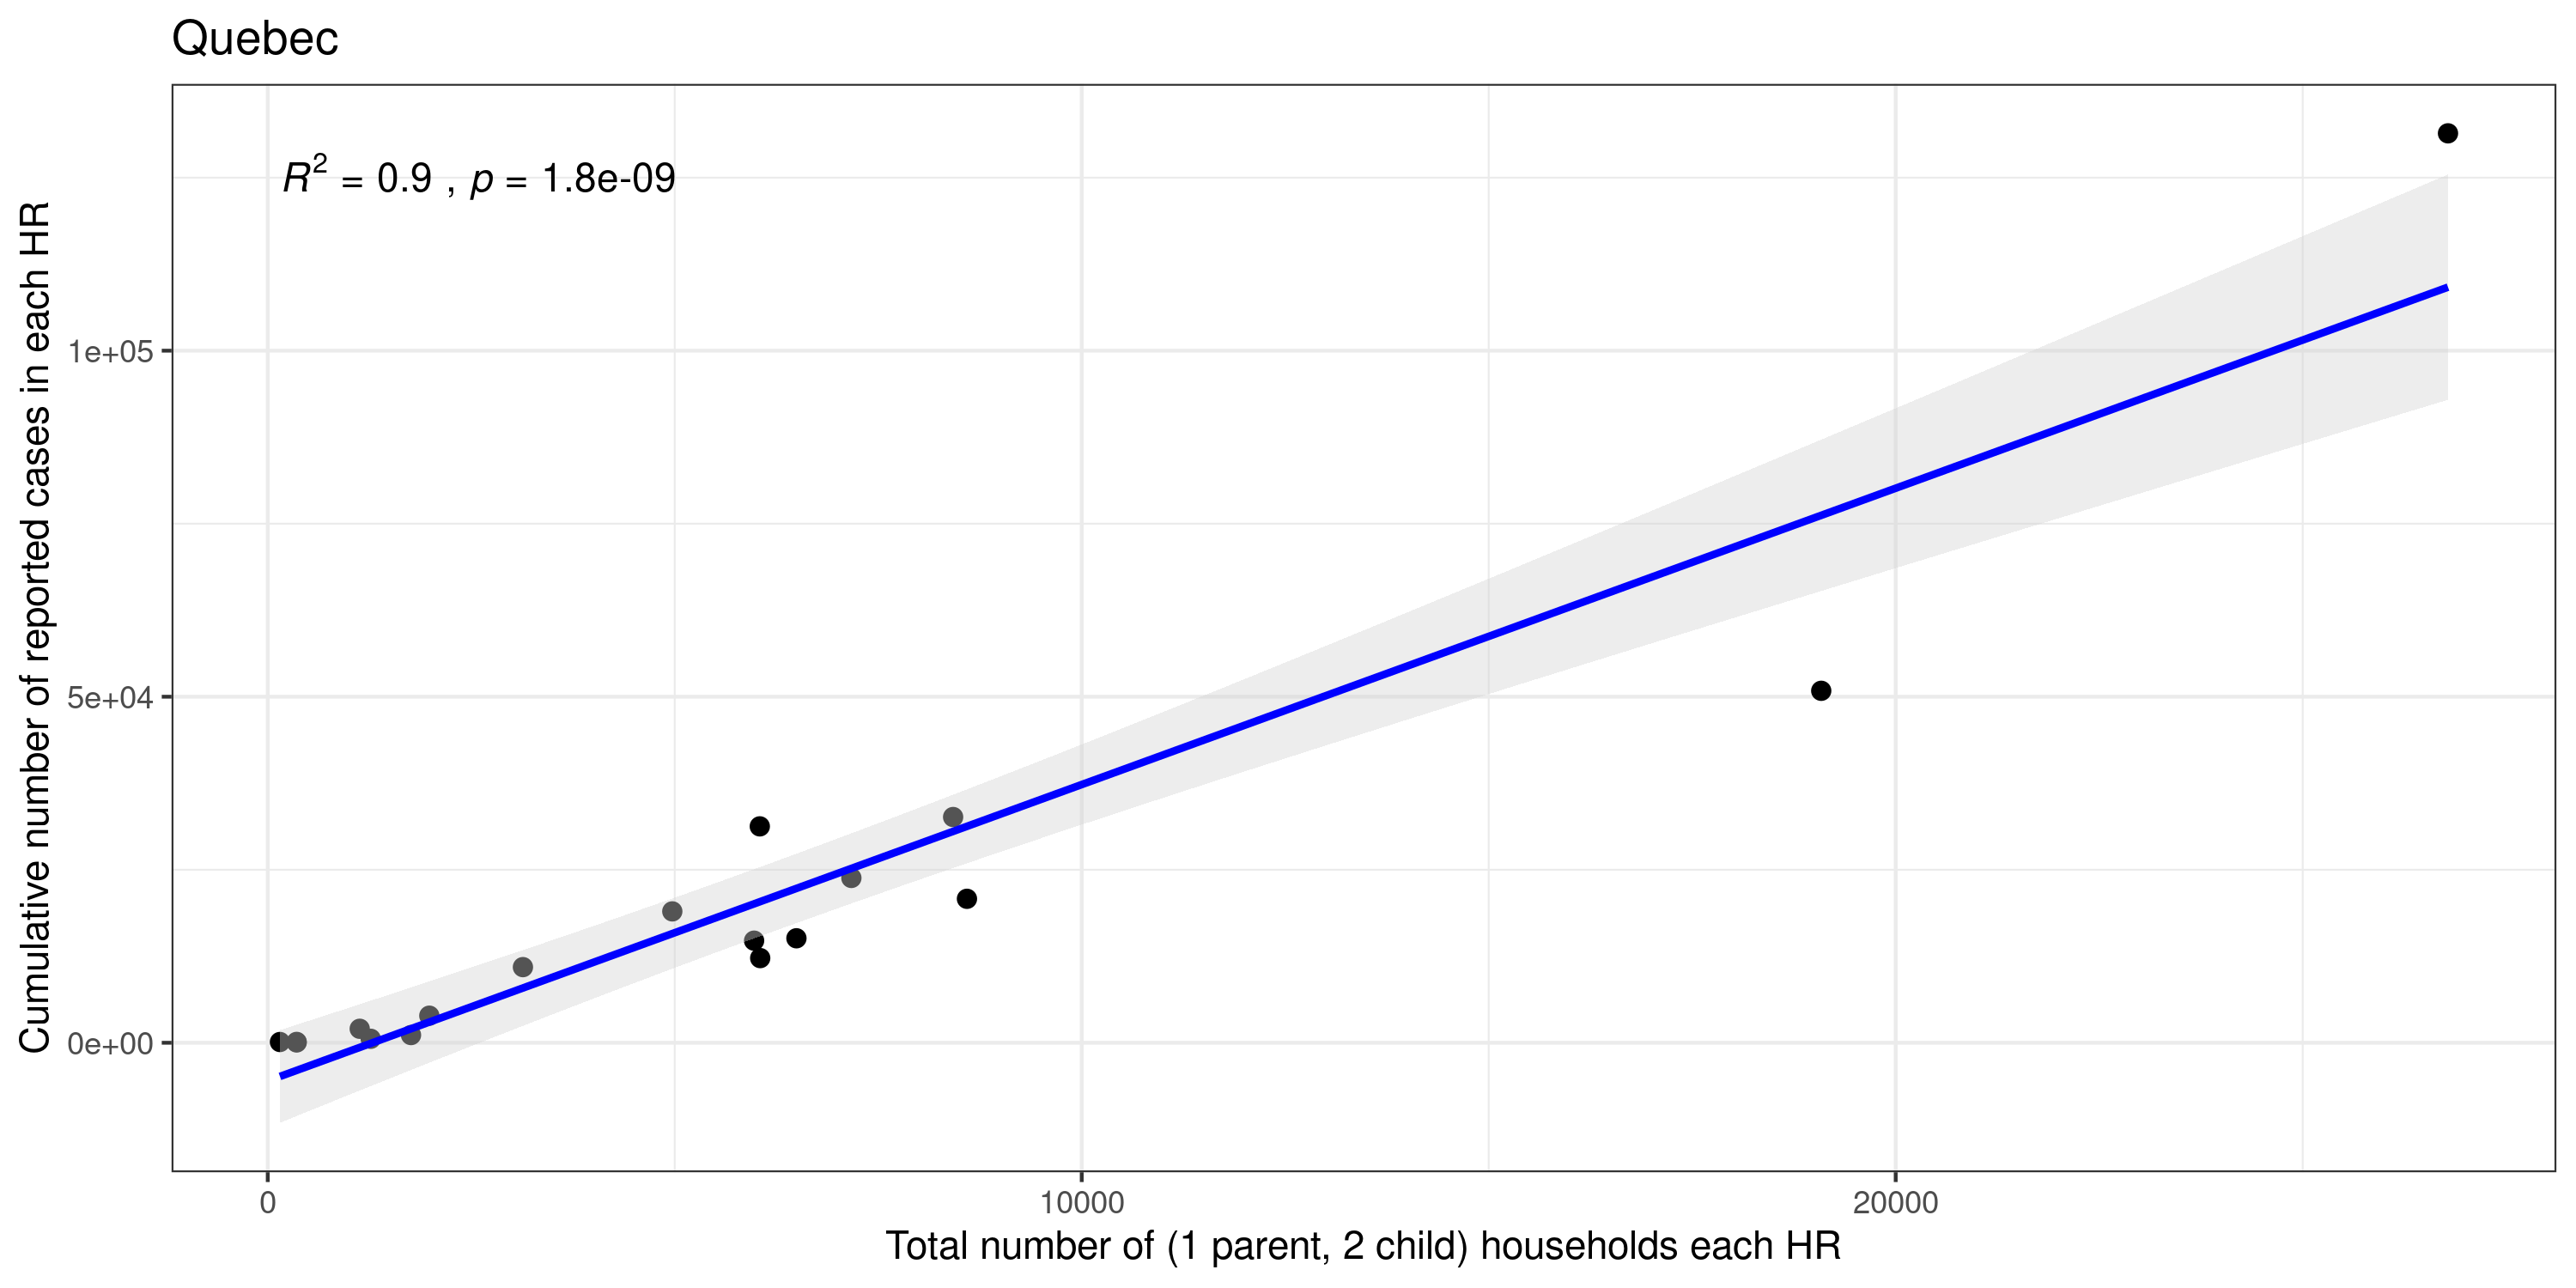 Quebec
R² = 0.9 , p = 1.8e-09
Cumulative number of reported cases in each HR
1e+05
5e+04
0e+00
0
10000
20000
Total number of (1 parent, 2 child) households each HR